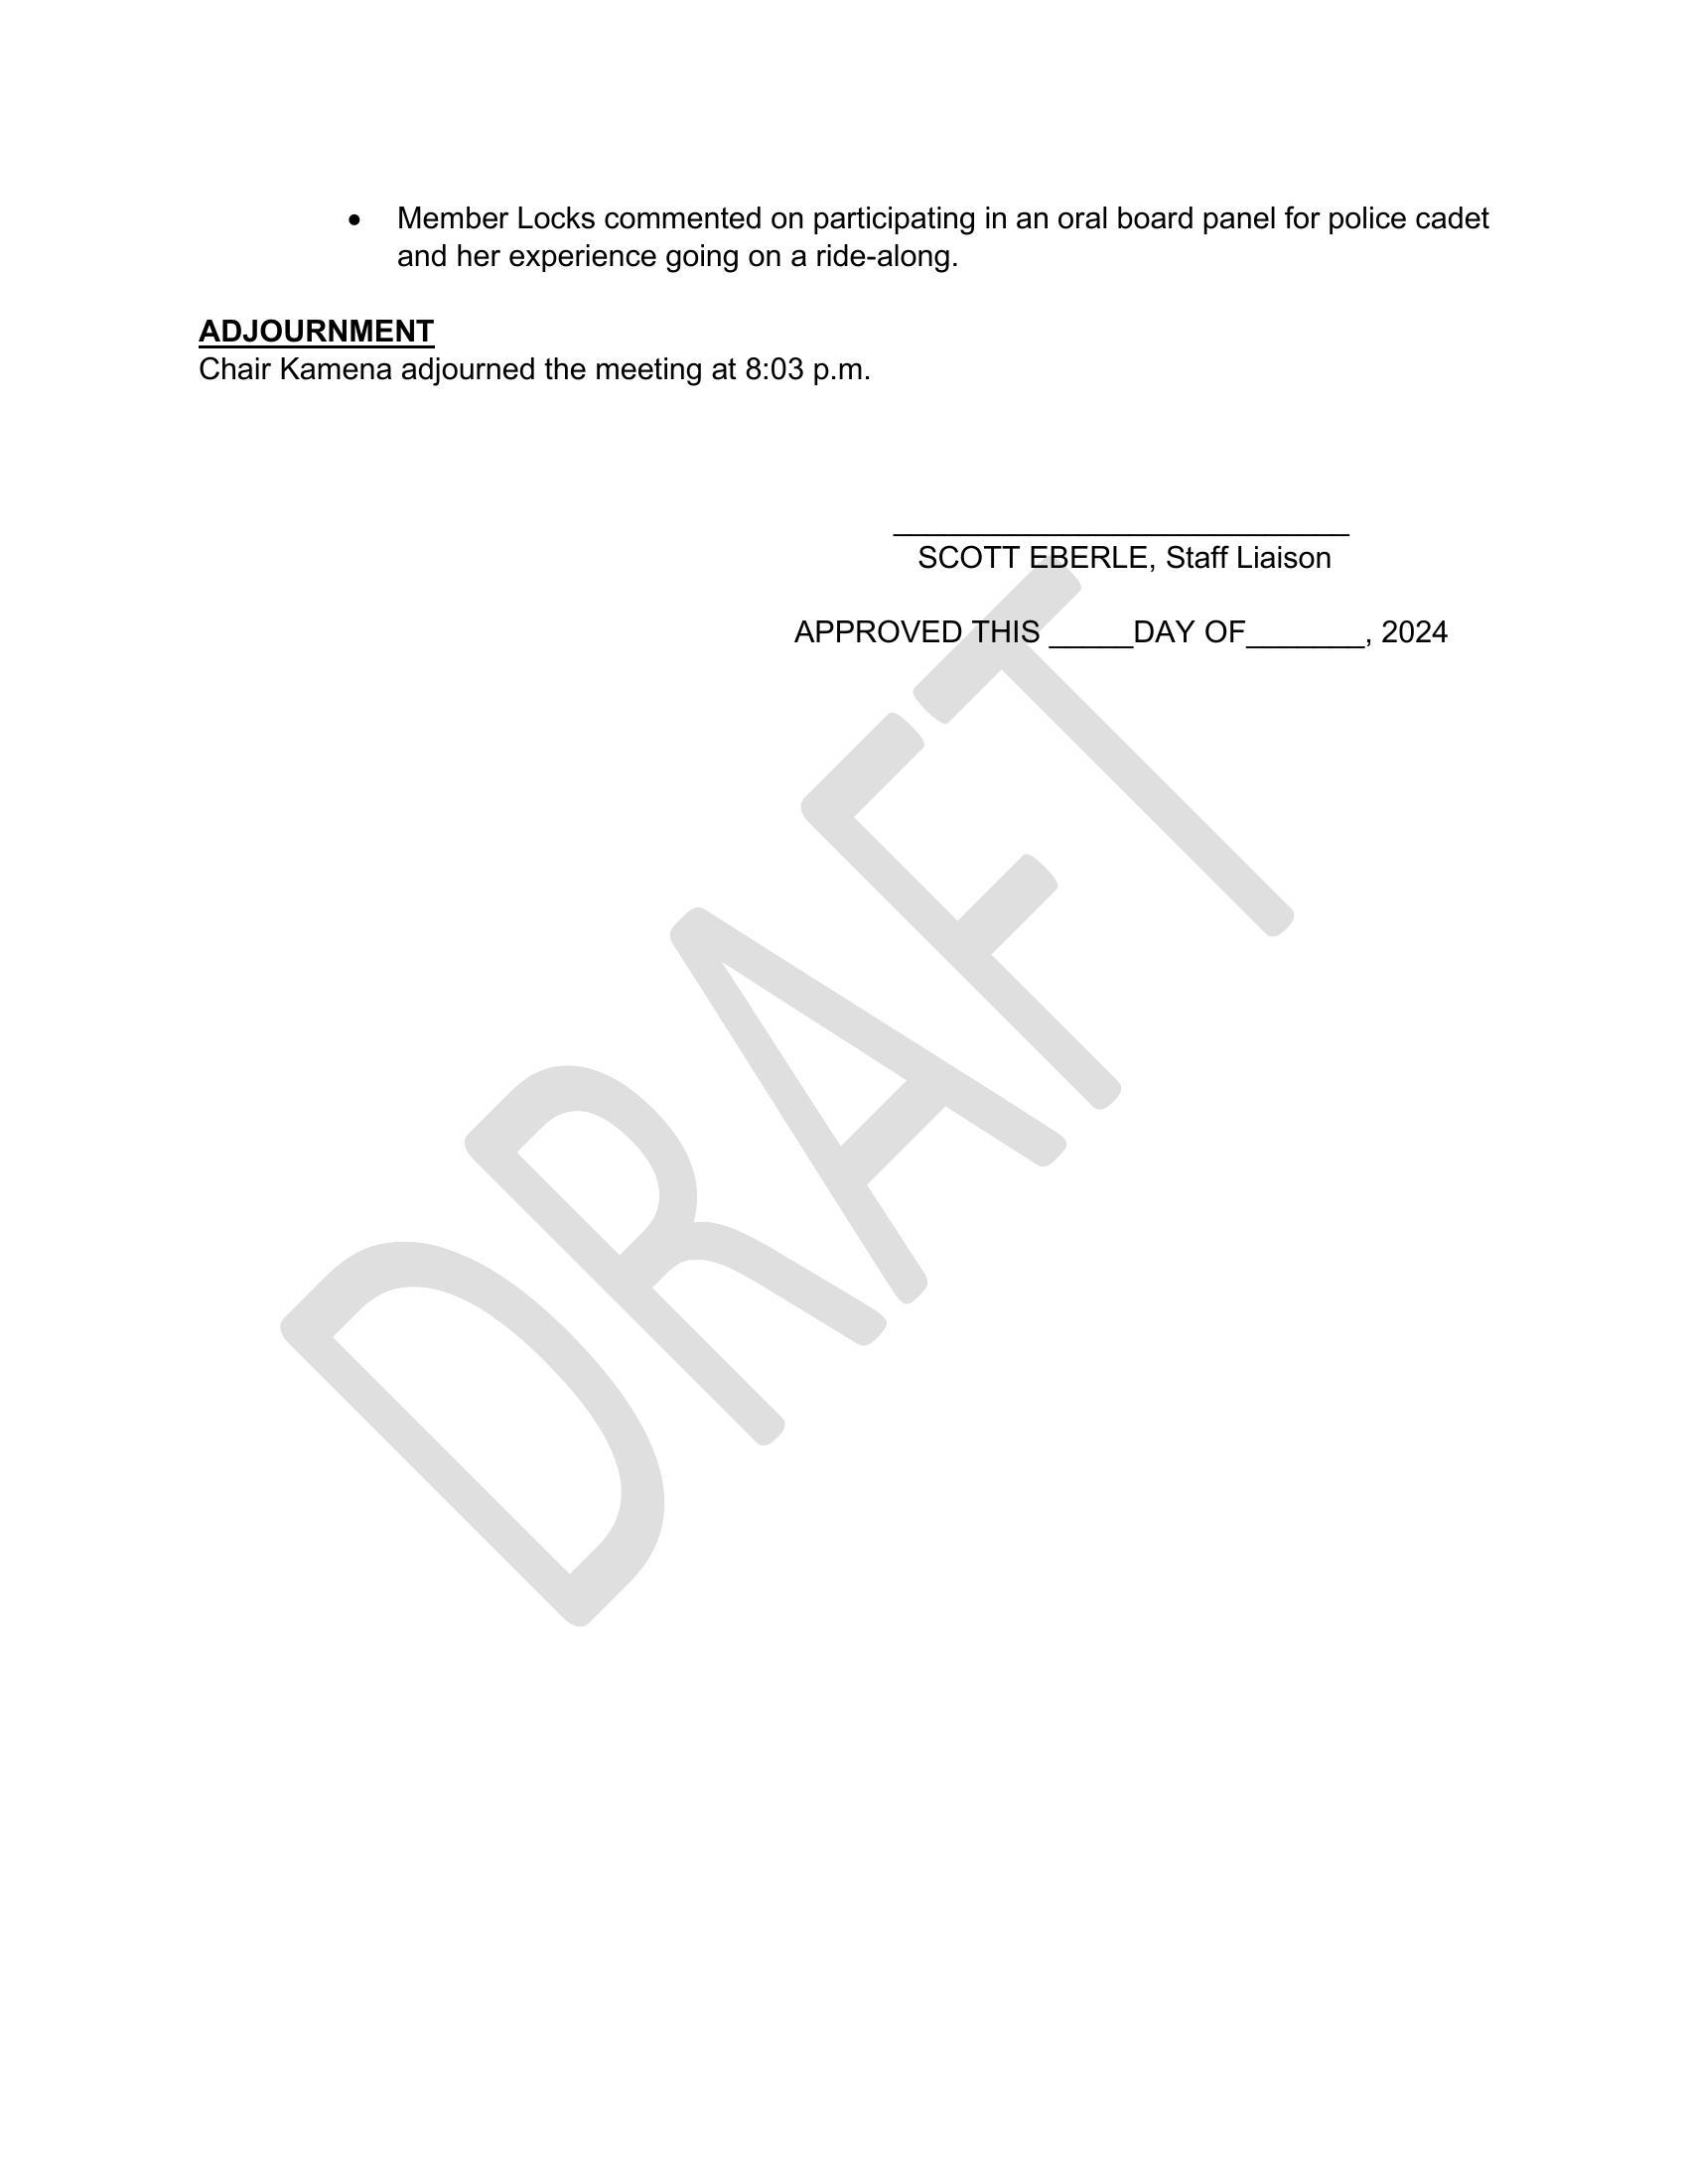 • Member Locks commented on participating in an oral board panel for police cadet
and her experience going on a ride-along.
ADJOURNMENT
Chair Kamena adjourned the meeting at 8:03 p.m.
___________________________
SCOTT EBERLE, Staff Liaison
APPROVED THIS _____DAY OF_______, 2024
DRAFT